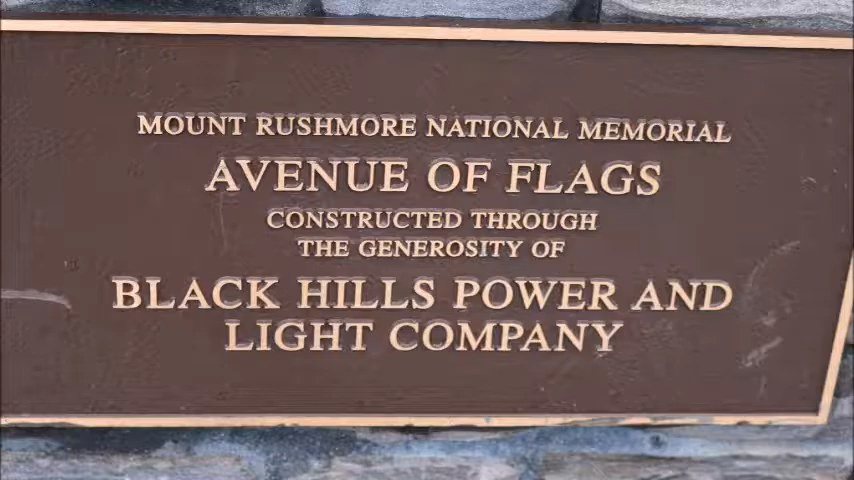 MOUNT RUSHMORE NATIONAL MEMORIAL
AVENUE OF FLAGS
CONSTRUCTED THROUGH
THE GENEROSITY OF
BLACK HILLS POWER AND
LIGHT COMPANY